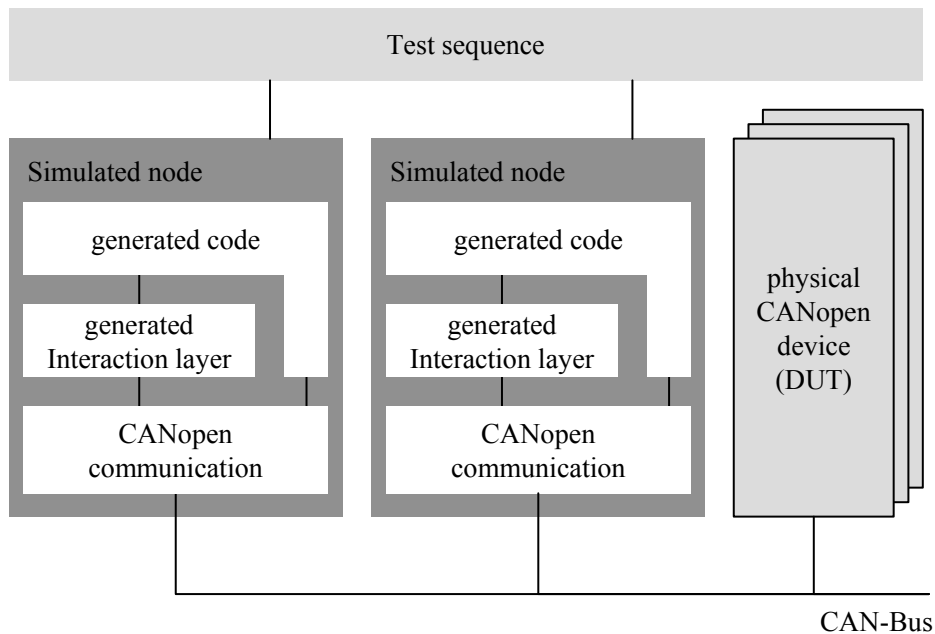 Test sequence
Simulated node
generated code
generated
Interaction layer
CANopen
communication
Simulated node
generated code
generated
Interaction layer
CANopen
communication
physical
CANopen
device
(DUT)
CAN-Bus